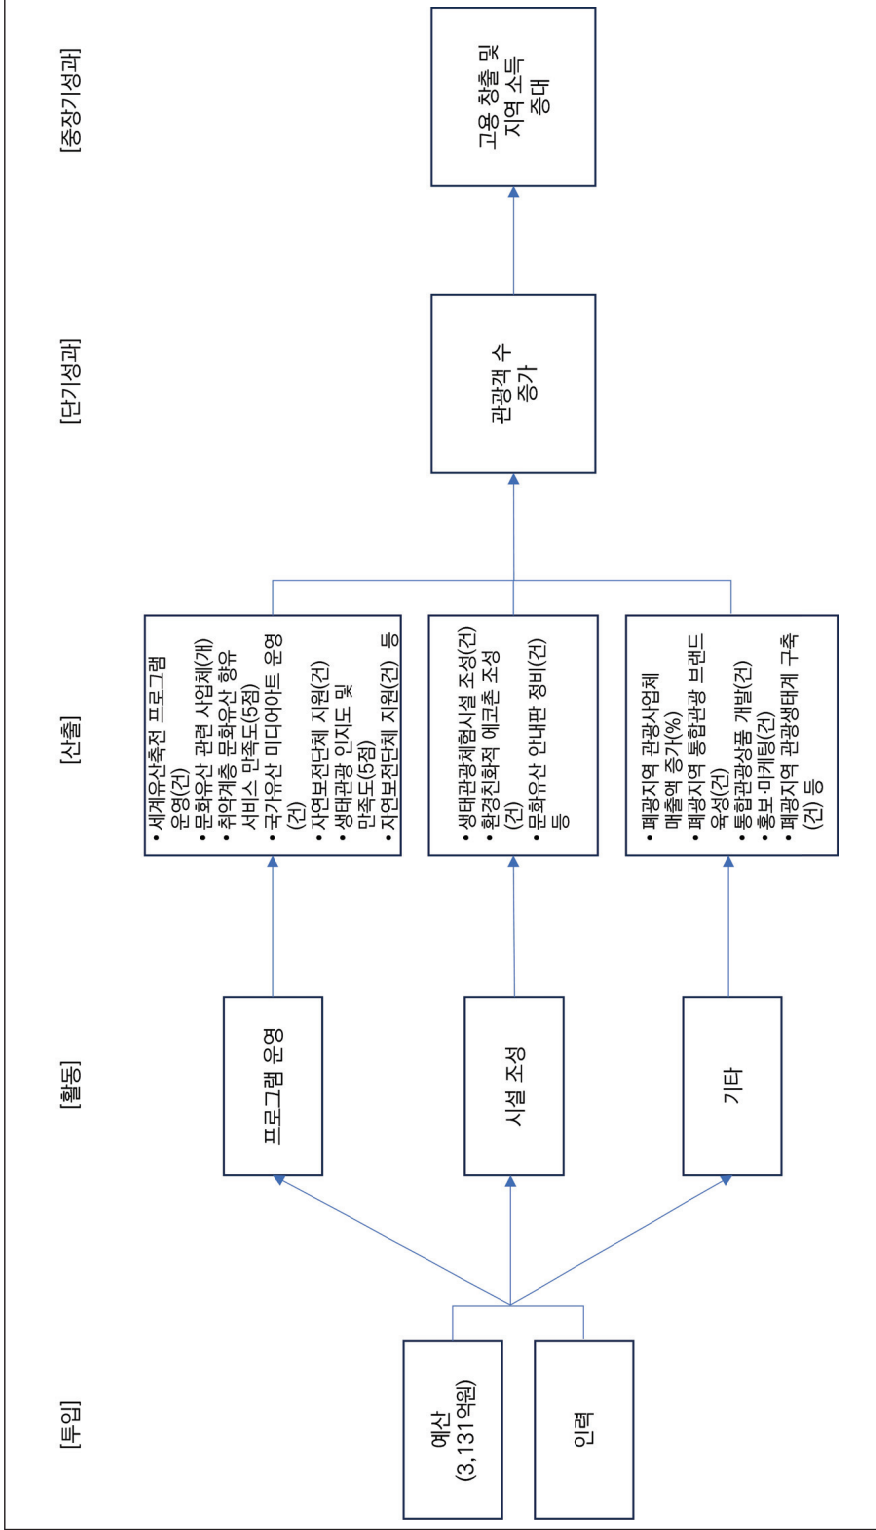 [투입]
[활동]
[산출]
[단기성과]
[중장기성과]
예산
(3,131억원)
인력
프로그램 운영
시설 조성
기타
• 세계유산축전 프로그램
운영(건)
• 문화유산 관련 사업체(개)
• 취약계층 문화유산 향유
서비스 만족도(5점)
• 국가유산 미디어아트 운영
(건)
• 자연보전단체 지원(건)
• 생태관광 인지도 및
만족도(5점)
• 자연보전단체 지원(건) 등
• 생태관광체험시설 조성(건)
• 환경친화적 에코촌 조성
(건)
• 문화유산 안내판 정비(건)
등
• 폐광지역 관광사업체
매출액 증가(%)
• 폐광지역 통합관광 브랜드
육성(건)
• 통합관광상품 개발(건)
• 홍보·마케팅(건)
• 폐광지역 관광생태계 구축
(건) 등
관광객 수
증가
고용 창출 및
지역 소득
증대